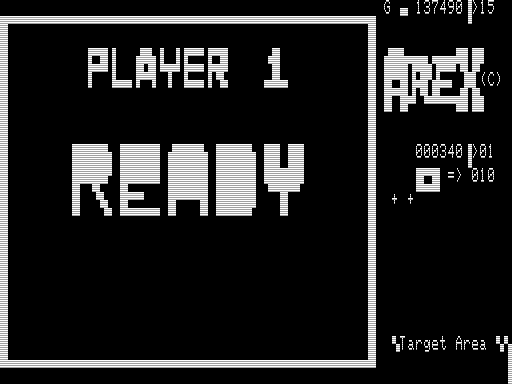 G 137490 15
PLAYER 1
AREX (C)
READY
000340 01
=> 010
+ +
Target Area